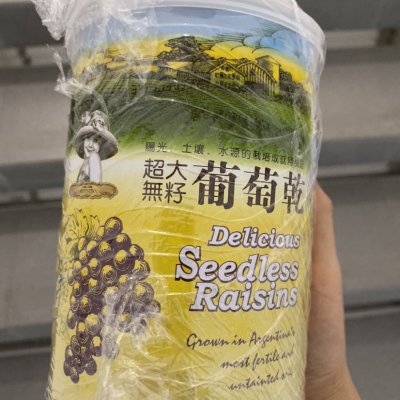 陽光、土壤、水源的栽培成就
超大
無籽
葡萄乾
Delicious
Seedless
Raisins
Grown in Argentina's
most fertile and
untainted